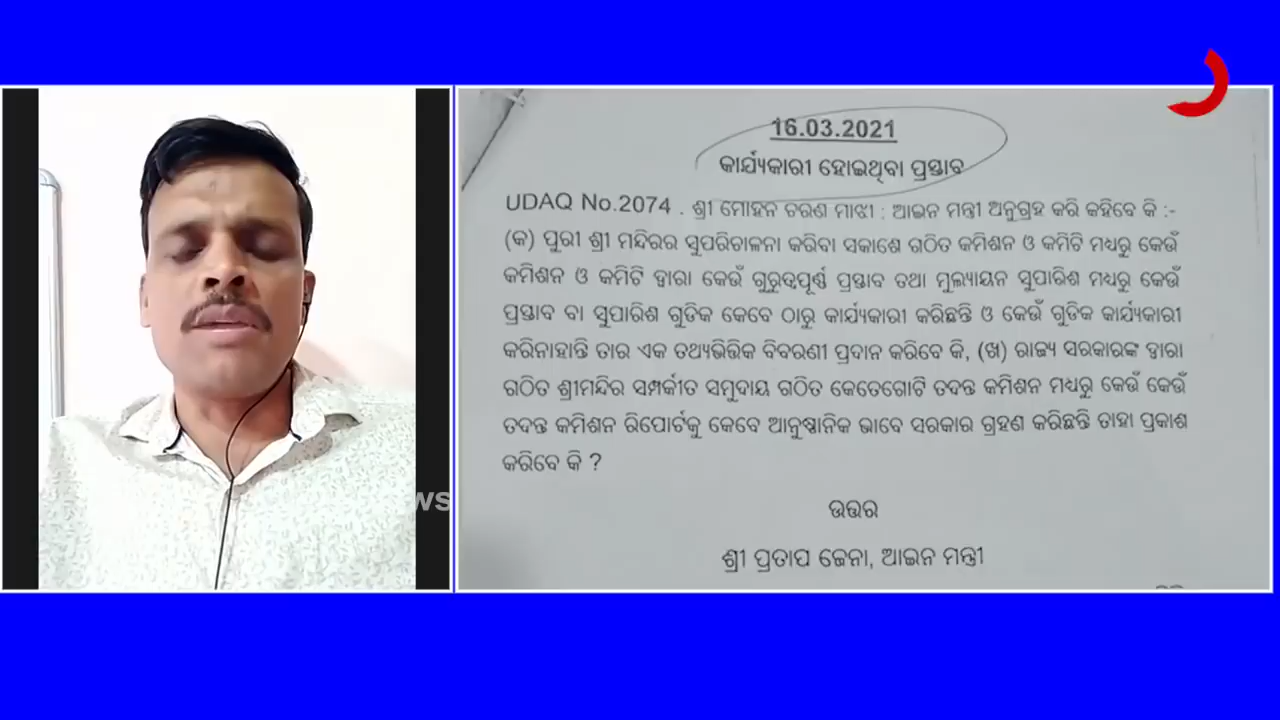 16.03.2021
କାର୍ଯ୍ୟକାରୀ ହୋଇଥିବା ପ୍ରସ୍ତାବ
UDAQ No.2074 . ଶ୍ରୀ ମୋହନ ଚରଣ ମାଝୀ : ଆଇନ ମନ୍ତ୍ରୀ ଅନୁଗ୍ରହ କରି କହିବେ କି :-
(କ) ପୁରୀ ଶ୍ରୀ ମନ୍ଦିରର ସୁପରିଚାଳନା କରିବା ସକାଶେ ଗଠିତ କମିଶନ ଓ କମିଟି ମଧ୍ୟରୁ କେଉଁ
କମିଶନ ଓ କମିଟି ଦ୍ୱାରା କେଉଁ ଗୁରୁତ୍ୱପୂର୍ଣ୍ଣ ପ୍ରସ୍ତାବ ତଥା ମୂଲ୍ୟାୟନ ସୁପାରିଶ ମଧ୍ୟରୁ କେଉଁ
ପ୍ରସ୍ତାବ ବା ସୁପାରିଶ ଗୁଡିକ କେବେ ଠାରୁ କାର୍ଯ୍ୟକାରୀ କରିଛନ୍ତି ଓ କେଉଁ ଗୁଡିକ କାର୍ଯ୍ୟକାରୀ
କରିନାହାନ୍ତି ତାର ଏକ ତଥ୍ୟଭିତ୍ତିକ ବିବରଣୀ ପ୍ରଦାନ କରିବେ କି, (ଖ) ରାଜ୍ୟ ସରକାରଙ୍କ ଦ୍ୱାରା
ଗଠିତ ଶ୍ରୀମନ୍ଦିର ସମ୍ପର୍କୀତ ସମୁଦାୟ ଗଠିତ କେତେଗୋଟି ତଦନ୍ତ କମିଶନ ମଧ୍ୟରୁ କେଉଁ କେଉଁ
ତଦନ୍ତ କମିଶନ ରିପୋର୍ଟକୁ କେବେ ଆନୁଷ୍ଠାନିକ ଭାବେ ସରକାର ଗ୍ରହଣ କରିଛନ୍ତି ତାହା ପ୍ରକାଶ
କରିବେ କି ?
ଉତ୍ତର
ଶ୍ରୀ ପ୍ରତାପ ଜେନା, ଆଇନ ମନ୍ତ୍ରୀ